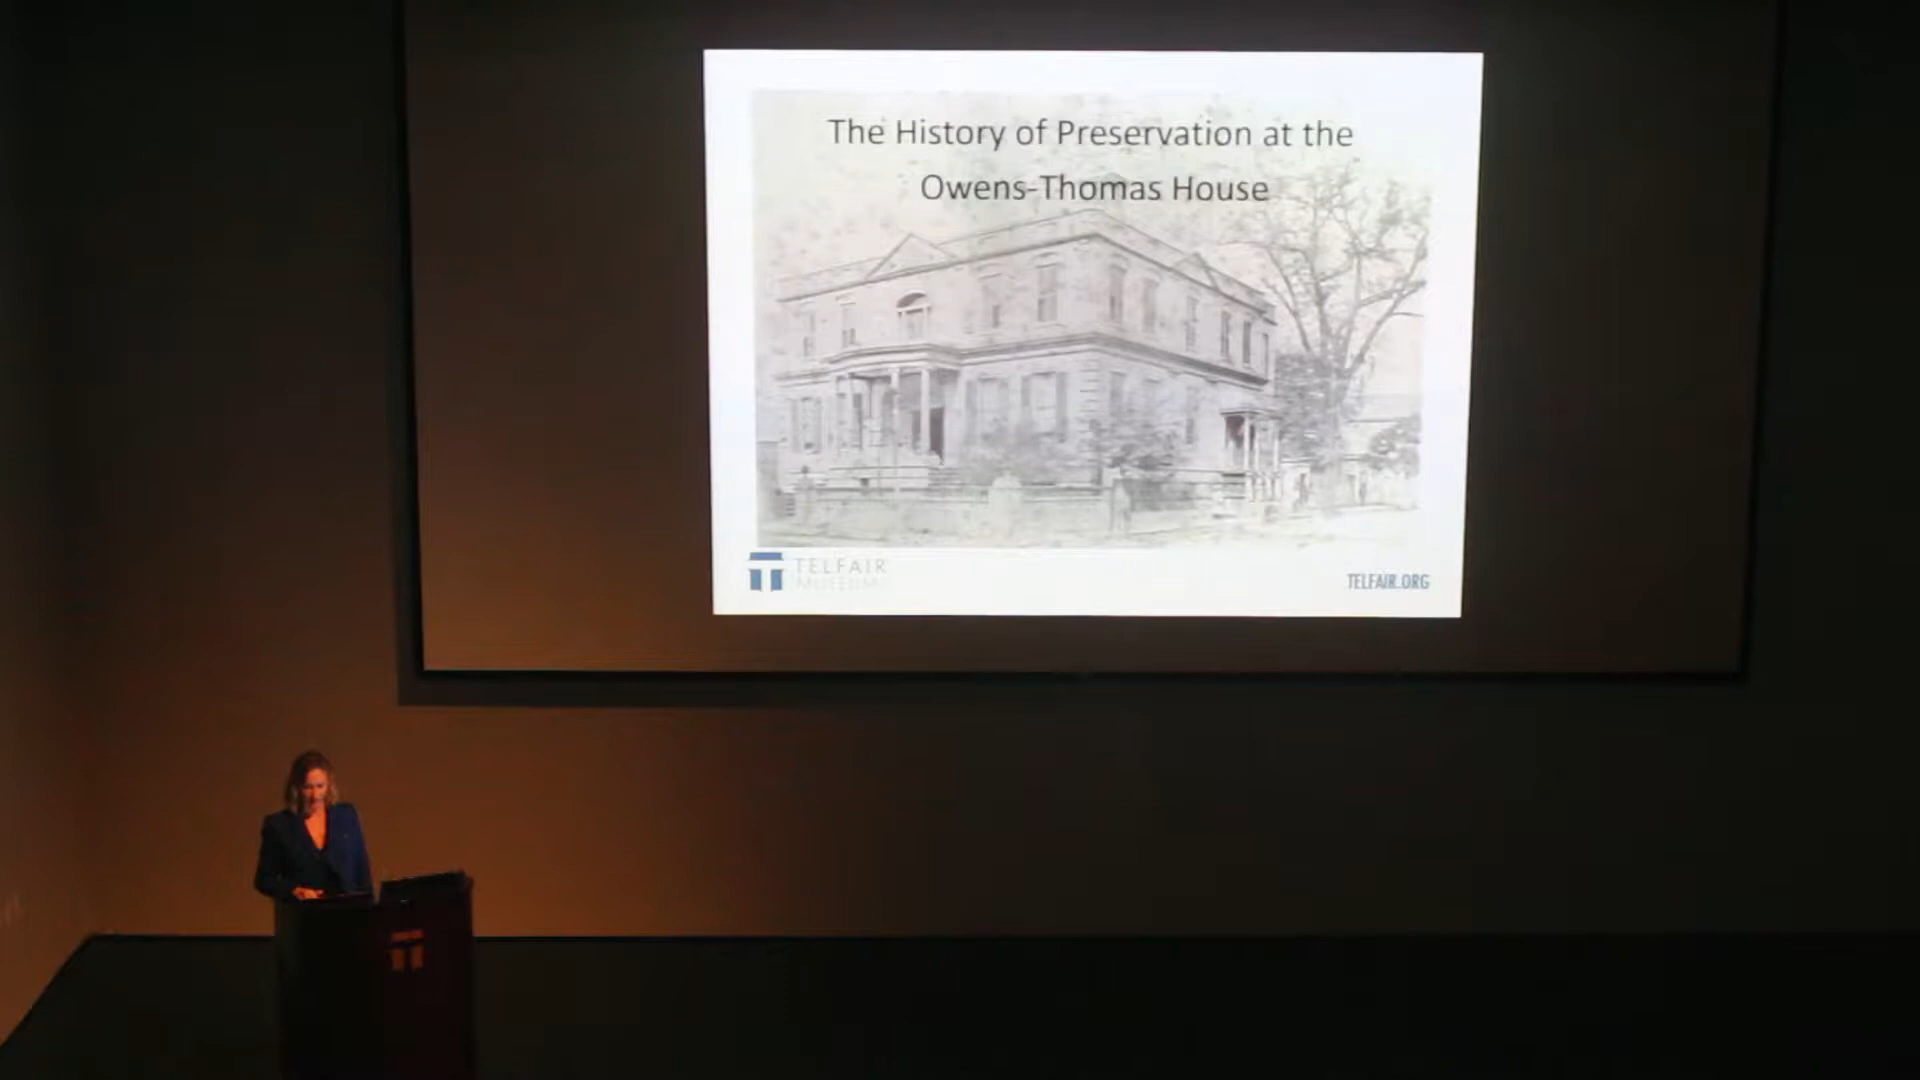 The History of Preservation at the
Owens-Thomas House
TELFAIR
MUSEUMS
TELFAIR.ORG